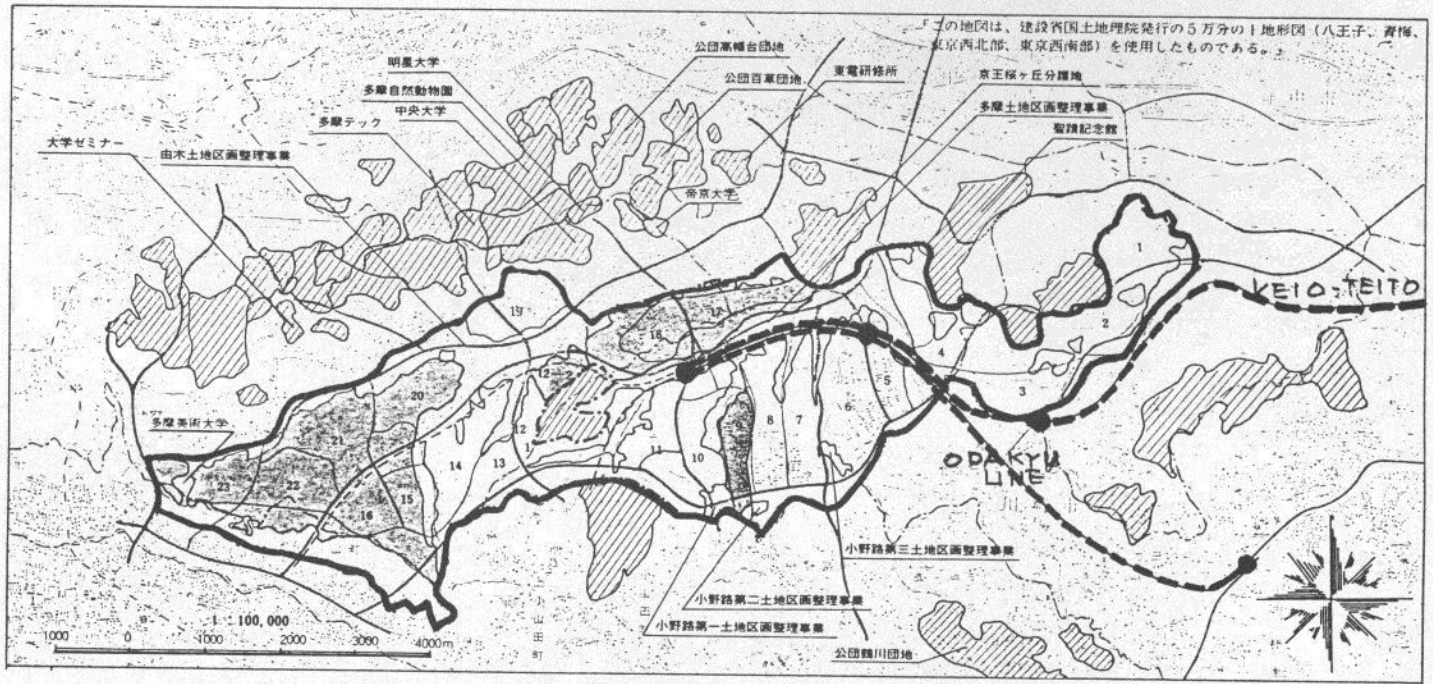 「この地図は、建設省国土地理院発行の5万分の1地形図（八王子、青梅、
東京西北部、東京西南部）を使用したものである。」
公団高幡台団地
明星大学
公団百草団地
東電研修所
京王桜ヶ丘分譲地
多摩自然動物園
多摩土地区画整理事業
中央大学
聖蹟記念館
多摩テック
大学ゼミナー
由木土地区画整理事業
帝京大学
1
KEIO-TEITO
19
17
18
2
4
12
2
5
3
20
6
多摩美術大学
21
12
1
8
7
9
14
13
11
10
ODAKYU
LINE
23
22
15
16
小野路第三土地区画整理事業
小野路第二土地区画整理事業
小野路第一土地区画整理事業
小山田町
1:100,000
1000
0
1000
2000
3000
4000m
公団鶴川団地